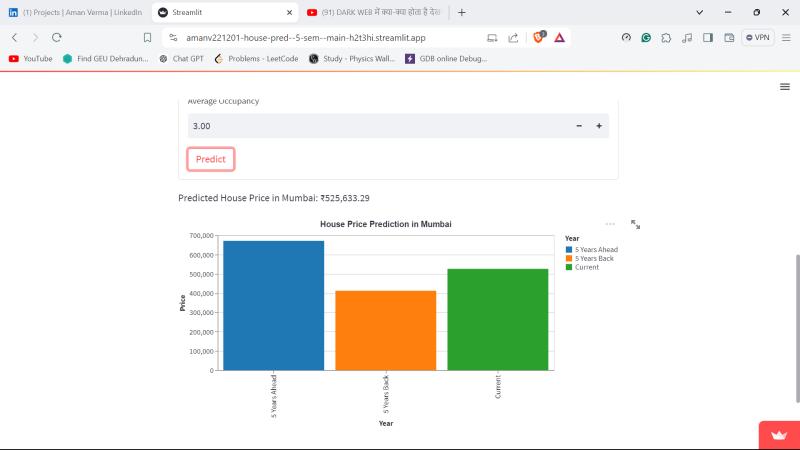 (1) Projects | Aman Verma | LinkedIn
Streamlit
(91) DARK WEB में क्या-क्या होता है
amanv221201-house-pred--5-sem--main-h2t3hi.streamlit.app
VPN
YouTube
Find GEU Dehradun...
Chat GPT
Problems - LeetCode
Study - Physics Wall...
GDB online Debug...
Average Occupancy
3.00
Predict
Predicted House Price in Mumbai: ₹525,633.29
House Price Prediction in Mumbai
Year
5 Years Ahead
5 Years Back
Current
Price
700,000
600,000
500,000
400,000
300,000
200,000
100,000
0
5 Years Ahead
5 Years Back
Current
Year